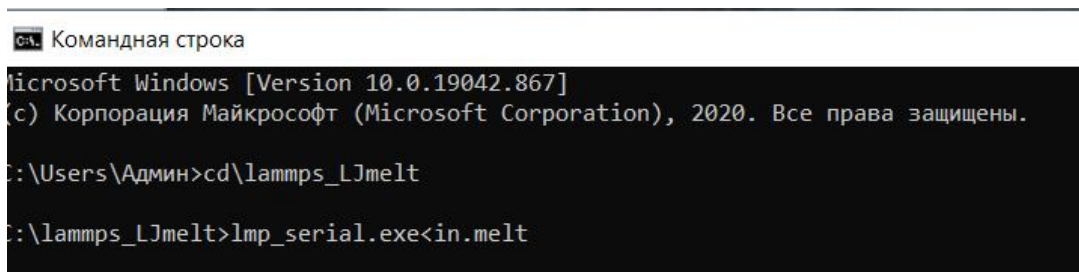 Командная строка
Microsoft Windows [Version 10.0.19042.867]
(c) Корпорация Майкрософт (Microsoft Corporation), 2020. Все права защищены.
C:\Users\Админ>cd\lammps_LJmelt
C:\lammps_LJmelt>lmp_serial.exe<in.melt